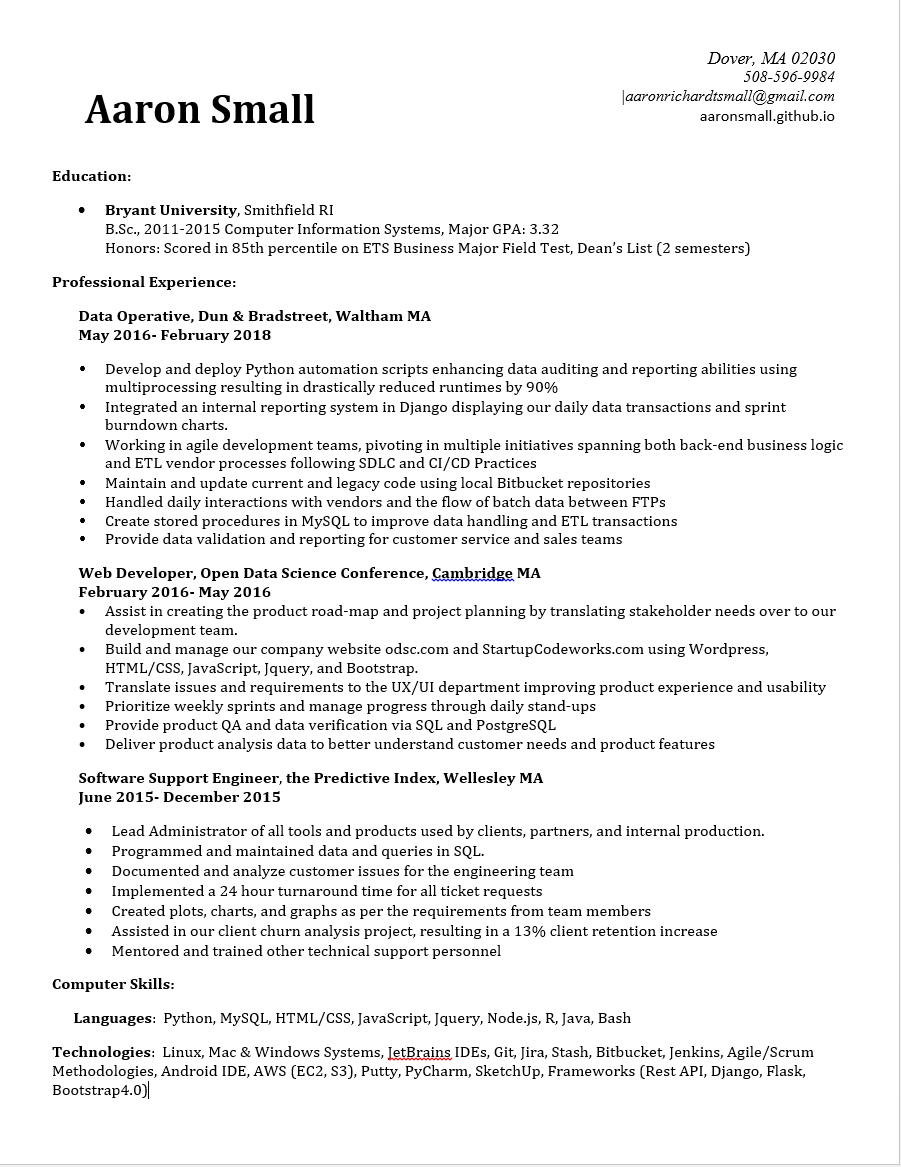 Dover, MA 02030
508-596-9984
|aaronrichardtsmall@gmail.com
aaronsmall.github.io
Aaron Small
Education:
• Bryant University, Smithfield RI
B.Sc., 2011-2015 Computer Information Systems, Major GPA: 3.32
Honors: Scored in 85th percentile on ETS Business Major Field Test, Dean’s List (2 semesters)
Professional Experience:
Data Operative, Dun & Bradstreet, Waltham MA
May 2016- February 2018
• Develop and deploy Python automation scripts enhancing data auditing and reporting abilities using
multiprocessing resulting in drastically reduced runtimes by 90%
• Integrated an internal reporting system in Django displaying our daily data transactions and sprint
burndown charts.
• Working in agile development teams, pivoting in multiple initiatives spanning both back-end business logic
and ETL vendor processes following SDLC and CI/CD Practices
• Maintain and update current and legacy code using local Bitbucket repositories
• Handled daily interactions with vendors and the flow of batch data between FTPs
• Create stored procedures in MySQL to improve data handling and ETL transactions
• Provide data validation and reporting for customer service and sales teams
Web Developer, Open Data Science Conference, Cambridge MA
February 2016- May 2016
• Assist in creating the product road-map and project planning by translating stakeholder needs over to our
development team.
• Build and manage our company website odsc.com and StartupCodeworks.com using Wordpress,
HTML/CSS, JavaScript, Jquery, and Bootstrap.
• Translate issues and requirements to the UX/UI department improving product experience and usability
• Prioritize weekly sprints and manage progress through daily stand-ups
• Provide product QA and data verification via SQL and PostgreSQL
• Deliver product analysis data to better understand customer needs and product features
Software Support Engineer, the Predictive Index, Wellesley MA
June 2015- December 2015
• Lead Administrator of all tools and products used by clients, partners, and internal production.
• Programmed and maintained data and queries in SQL.
• Documented and analyze customer issues for the engineering team
• Implemented a 24 hour turnaround time for all ticket requests
• Created plots, charts, and graphs as per the requirements from team members
• Assisted in our client churn analysis project, resulting in a 13% client retention increase
• Mentored and trained other technical support personnel
Computer Skills:
Languages: Python, MySQL, HTML/CSS, JavaScript, Jquery, Node.js, R, Java, Bash
Technologies: Linux, Mac & Windows Systems, JetBrains IDEs, Git, Jira, Stash, Bitbucket, Jenkins, Agile/Scrum
Methodologies, Android IDE, AWS (EC2, S3), Putty, PyCharm, SketchUp, Frameworks (Rest API, Django, Flask,
Bootstrap4.0)